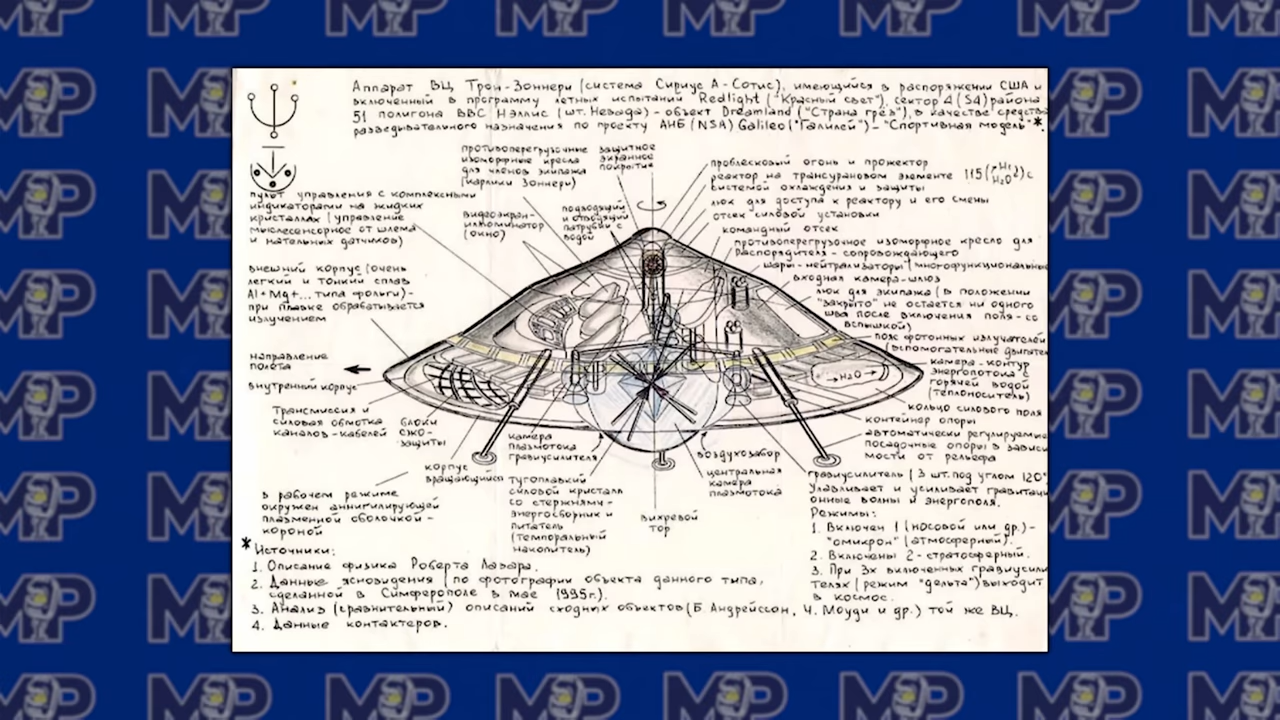 Аппарат ВЦ Трон-Зоннери (система Сириус А-Сотис), имеющийся в распоряжении США и
включенный в программу летных испытаний Redlight ("Красный свет"), сектор 4 (S4) района
51 полигона ВВС Нэллис (шт. Невада) - объект Dreamland ("Страна грёз"), в качестве средства
разведывательного назначения по проекту АНБ (NSA) Galileo ("Галилей") - "Спортивная модель"*
противоперегрузочные
изоморфные кресла
для членов экипажа
(карлики Зоннери)
защитное
экранное
покрытие
пульт управления с комплексными
индикаторами на жидких
кристаллах (управление
мыслесенсорное от шлема
и нательных датчиков)
видеоэкран-
иллюминатор
(окно)
подводящий
и отводящий
патрубки с
водой
проблесковый огонь и прожектор
реактор на трансурановом элементе 115 с
системой охлаждения и защиты
люк для доступа к реактору и его смены
отсек силовой установки
командный отсек
противоперегрузочное изоморфное кресло для
распорядителя-сопровождающего
шары-нейтрализаторы (многофункциональные
входная камера-шлюз
люк для экипажа (в положении
"закрыто" не остается ни одного
шва после включения поля-со
вспышкой)
пояс фотонных излучателей
(вспомогательные двигатели
камера-контур
энергопотока с
горячей водой
(теплоноситель)
H₂O
кольцо силового поля
контейнер опоры
автоматически регулируемые
посадочные опоры в зависи
мости от рельефа
внешний корпус (очень
легкий и тонкий сплав
Al+Mg+... типа фольги) -
при плавке обрабатывается
излучением
направление
полета
внутренний корпус
Трансмиссия и
силовая обмотка
каналов-кабелей
блоки
сжо-
защиты
корпус
вращающийся
камера
плазмотока
гравиусилителя
тугоплавкий
силовой кристалл
со стержнями-
энергосборник и
питатель
(темпоральный
накопитель)
воздухозабор
центральная
камера
плазмотока
вихревой
тор
гравиусилитель (3 шт. под углом 120°
Улавливает и усиливает гравитаци
онные волны и энергополя.
Режимы:
1. Включен 1 (носовой или др.) -
"омикрон" (атмосферный).
2. Включены 2-стратосферный.
3. При 3х включенных гравиусили
телях (режим "дельта") выходит
в космос.
в рабочем режиме
окружен аннигилирующей
плазменной оболочкой-
короной
* Источники:
1. Описание физика Роберта Лазара.
2. Данные ясновидения (по фотографии объекта данного типа,
сделанной в Симферополе в мае 1995г.).
3. Анализ (сравнительный) описаний сходных объектов (Б. Андрейссон, Ч. Моуди и др.) той же ВЦ.
4. Данные контактеров.